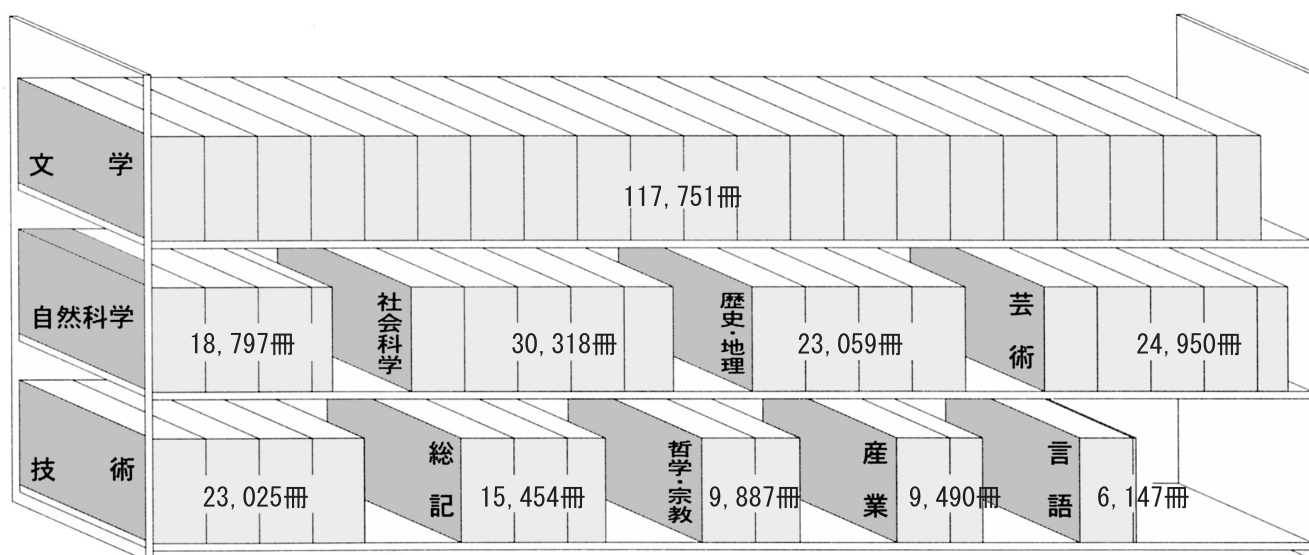 文学
117,751冊
自然科学
18,797冊
社会科学
30,318冊
歴史・地理
23,059冊
芸術
24,950冊
技術
23,025冊
総記
15,454冊
哲学・宗教
9,887冊
産業
9,490冊
言語
6,147冊